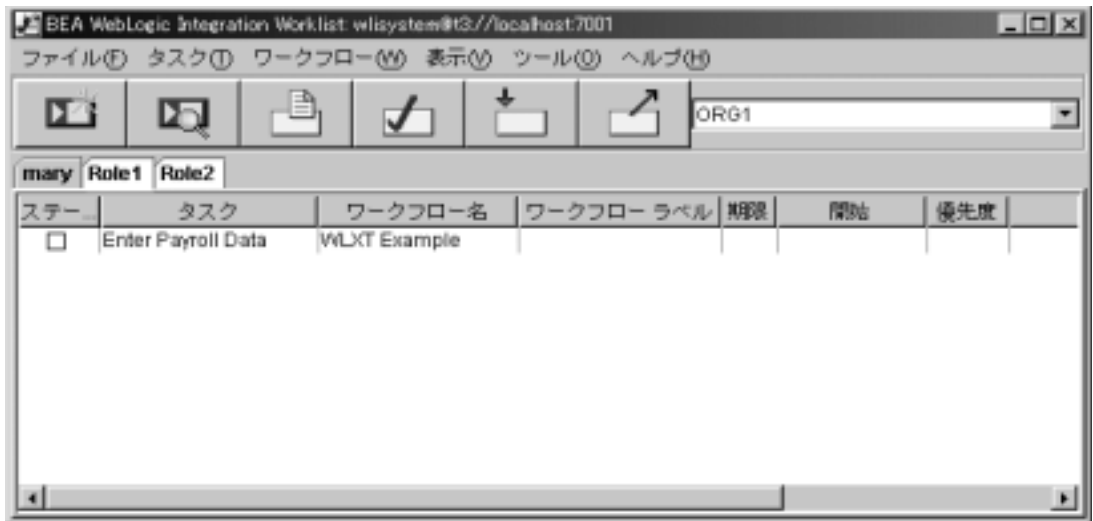 BEA WebLogic Integration Worklist: wlisystem@t3://localhost:7001
ファイル(F) タスク(T) ワークフロー(W) 表示(V) ツール(O) ヘルプ(H)
ORG1
mary Role1 Role2
ステー... タスク ワークフロー名 ワークフロー ラベル 期限 開始 優先度
Enter Payroll Data WLXT Example